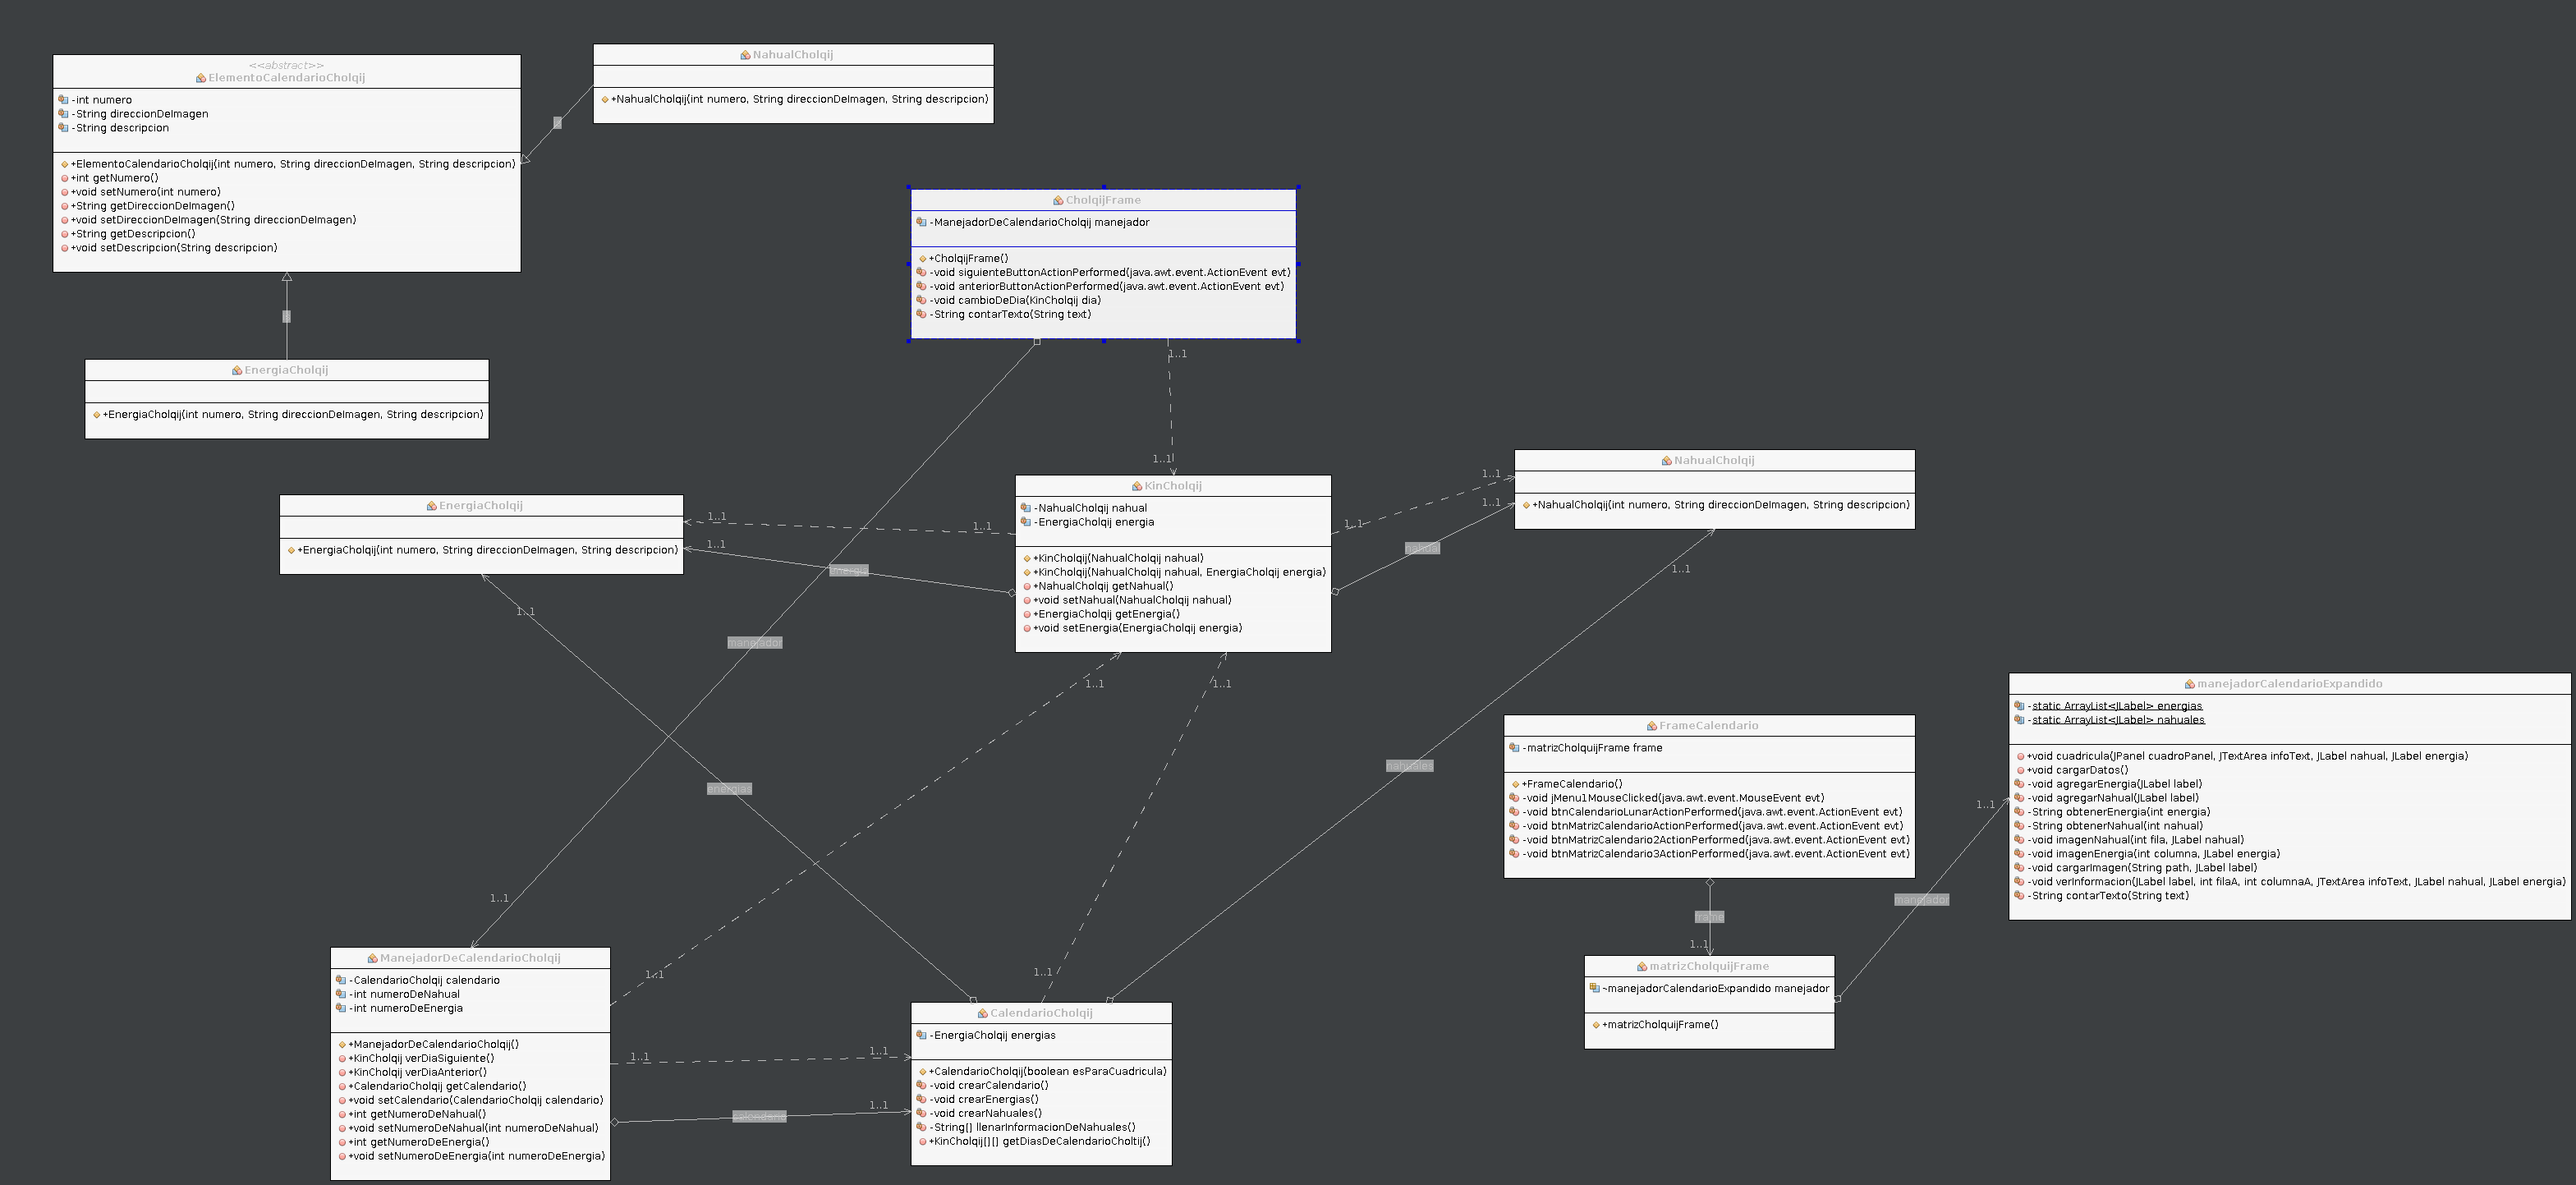 <<abstract>>
ElementoCalendarioCholqij
-int numero
-String direccionDeImagen
-String descripcion
+ElementoCalendarioCholqij(int numero, String direccionDeImagen, String descripcion)
+int getNumero()
+void setNumero(int numero)
+String getDireccionDeImagen()
+void setDireccionDeImagen(String direccionDeImagen)
+String getDescripcion()
+void setDescripcion(String descripcion)
NahualCholqij
+NahualCholqij(int numero, String direccionDeImagen, String descripcion)
EnergiaCholqij
+EnergiaCholqij(int numero, String direccionDeImagen, String descripcion)
CholqijFrame
-ManejadorDeCalendarioCholqij manejador
+CholqijFrame()
-void siguienteButtonActionPerformed(java.awt.event.ActionEvent evt)
-void anteriorButtonActionPerformed(java.awt.event.ActionEvent evt)
-void cambioDeDia(KinCholqij dia)
-String contarTexto(String text)
1..1
1..1
EnergiaCholqij
+EnergiaCholqij(int numero, String direccionDeImagen, String descripcion)
1..1
1..1
1..1
energia
1..1
manejador
1..1
energias
KinCholqij
-NahualCholqij nahual
-EnergiaCholqij energia
+KinCholqij(NahualCholqij nahual)
+KinCholqij(NahualCholqij nahual, EnergiaCholqij energia)
+NahualCholqij getNahual()
+void setNahual(NahualCholqij nahual)
+EnergiaCholqij getEnergia()
+void setEnergia(EnergiaCholqij energia)
1..1
1..1
1..1
1..1
1..1
nahual
NahualCholqij
+NahualCholqij(int numero, String direccionDeImagen, String descripcion)
1..1
nahuales
manejadorCalendarioExpandido
-static ArrayList<JLabel> energias
-static ArrayList<JLabel> nahuales
+void cuadricula(JPanel cuadroPanel, JTextArea infoText, JLabel nahual, JLabel energia)
+void cargarDatos()
-void agregarEnergia(JLabel label)
-void agregarNahual(JLabel label)
-String obtenerEnergia(int energia)
-String obtenerNahual(int nahual)
-void imagenNahual(int fila, JLabel nahual)
-void imagenEnergia(int columna, JLabel energia)
-void cargarImagen(String path, JLabel label)
-void verInformacion(JLabel label, int filaA, int columnaA, JTextArea infoText, JLabel nahual, JLabel energia)
-String contarTexto(String text)
FrameCalendario
-matrizCholquijFrame frame
+FrameCalendario()
-void jMenu1MouseClicked(java.awt.event.MouseEvent evt)
-void btnCalendarioLunarActionPerformed(java.awt.event.ActionEvent evt)
-void btnMatrizCalendarioActionPerformed(java.awt.event.ActionEvent evt)
-void btnMatrizCalendario2ActionPerformed(java.awt.event.ActionEvent evt)
-void btnMatrizCalendario3ActionPerformed(java.awt.event.ActionEvent evt)
1..1
manejador
frame
1..1
matrizCholquijFrame
~manejadorCalendarioExpandido manejador
+matrizCholquijFrame()
ManejadorDeCalendarioCholqij
-CalendarioCholqij calendario
-int numeroDeNahual
-int numeroDeEnergia
+ManejadorDeCalendarioCholqij()
+KinCholqij verDiaSiguiente()
+KinCholqij verDiaAnterior()
+CalendarioCholqij getCalendario()
+void setCalendario(CalendarioCholqij calendario)
+int getNumeroDeNahual()
+void setNumeroDeNahual(int numeroDeNahual)
+int getNumeroDeEnergia()
+void setNumeroDeEnergia(int numeroDeEnergia)
1..1
1..1
1..1
1..1
1..1
calendario
1..1
CalendarioCholqij
-EnergiaCholqij energias
+CalendarioCholqij(boolean esParaCuadricula)
-void crearCalendario()
-void crearEnergias()
-void crearNahuales()
-String[] llenarInformacionDeNahuales()
+KinCholqij[][] getDiasDeCalendarioCholtij()